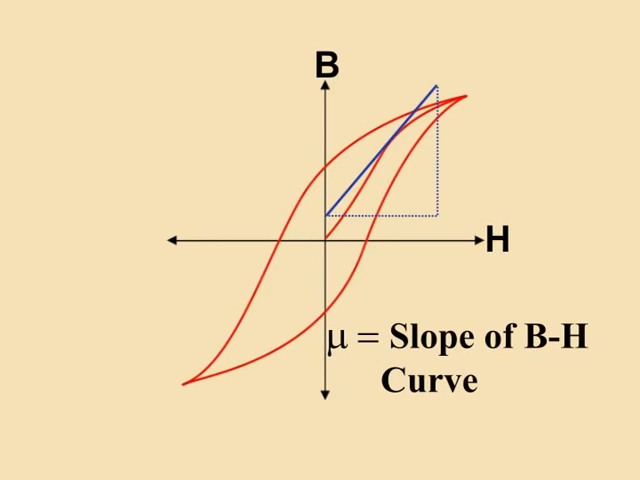 B
H
μ = Slope of B-H
Curve